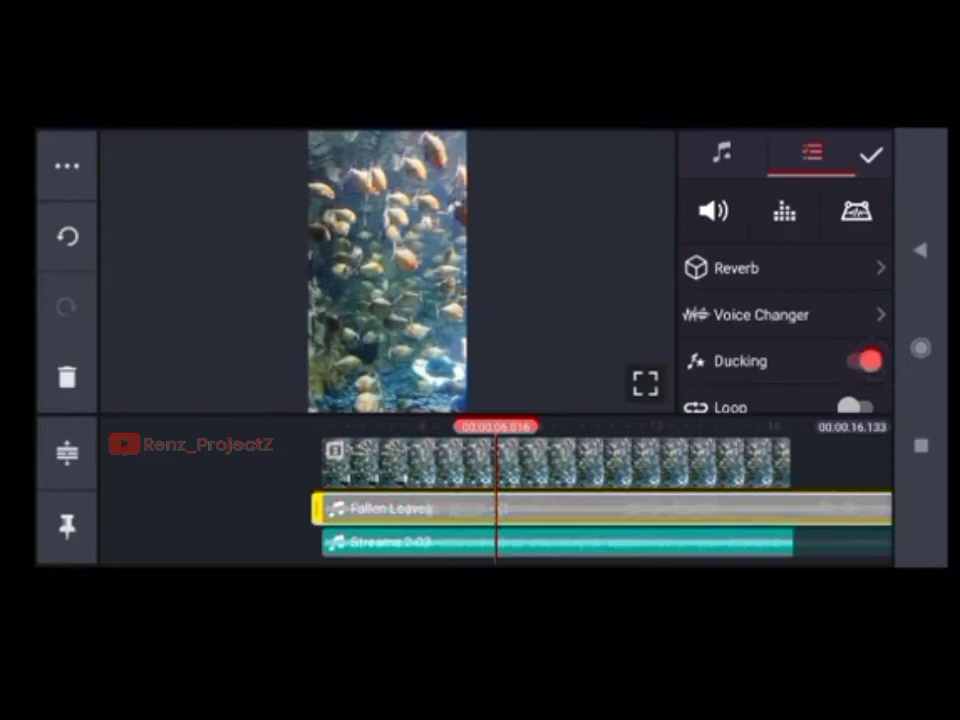 Reverb
Voice Changer
Ducking
Loop
00:00:06.016
00:00:16.133
Renz_ProjectZ
Fallen Leaves
Streams 2-03